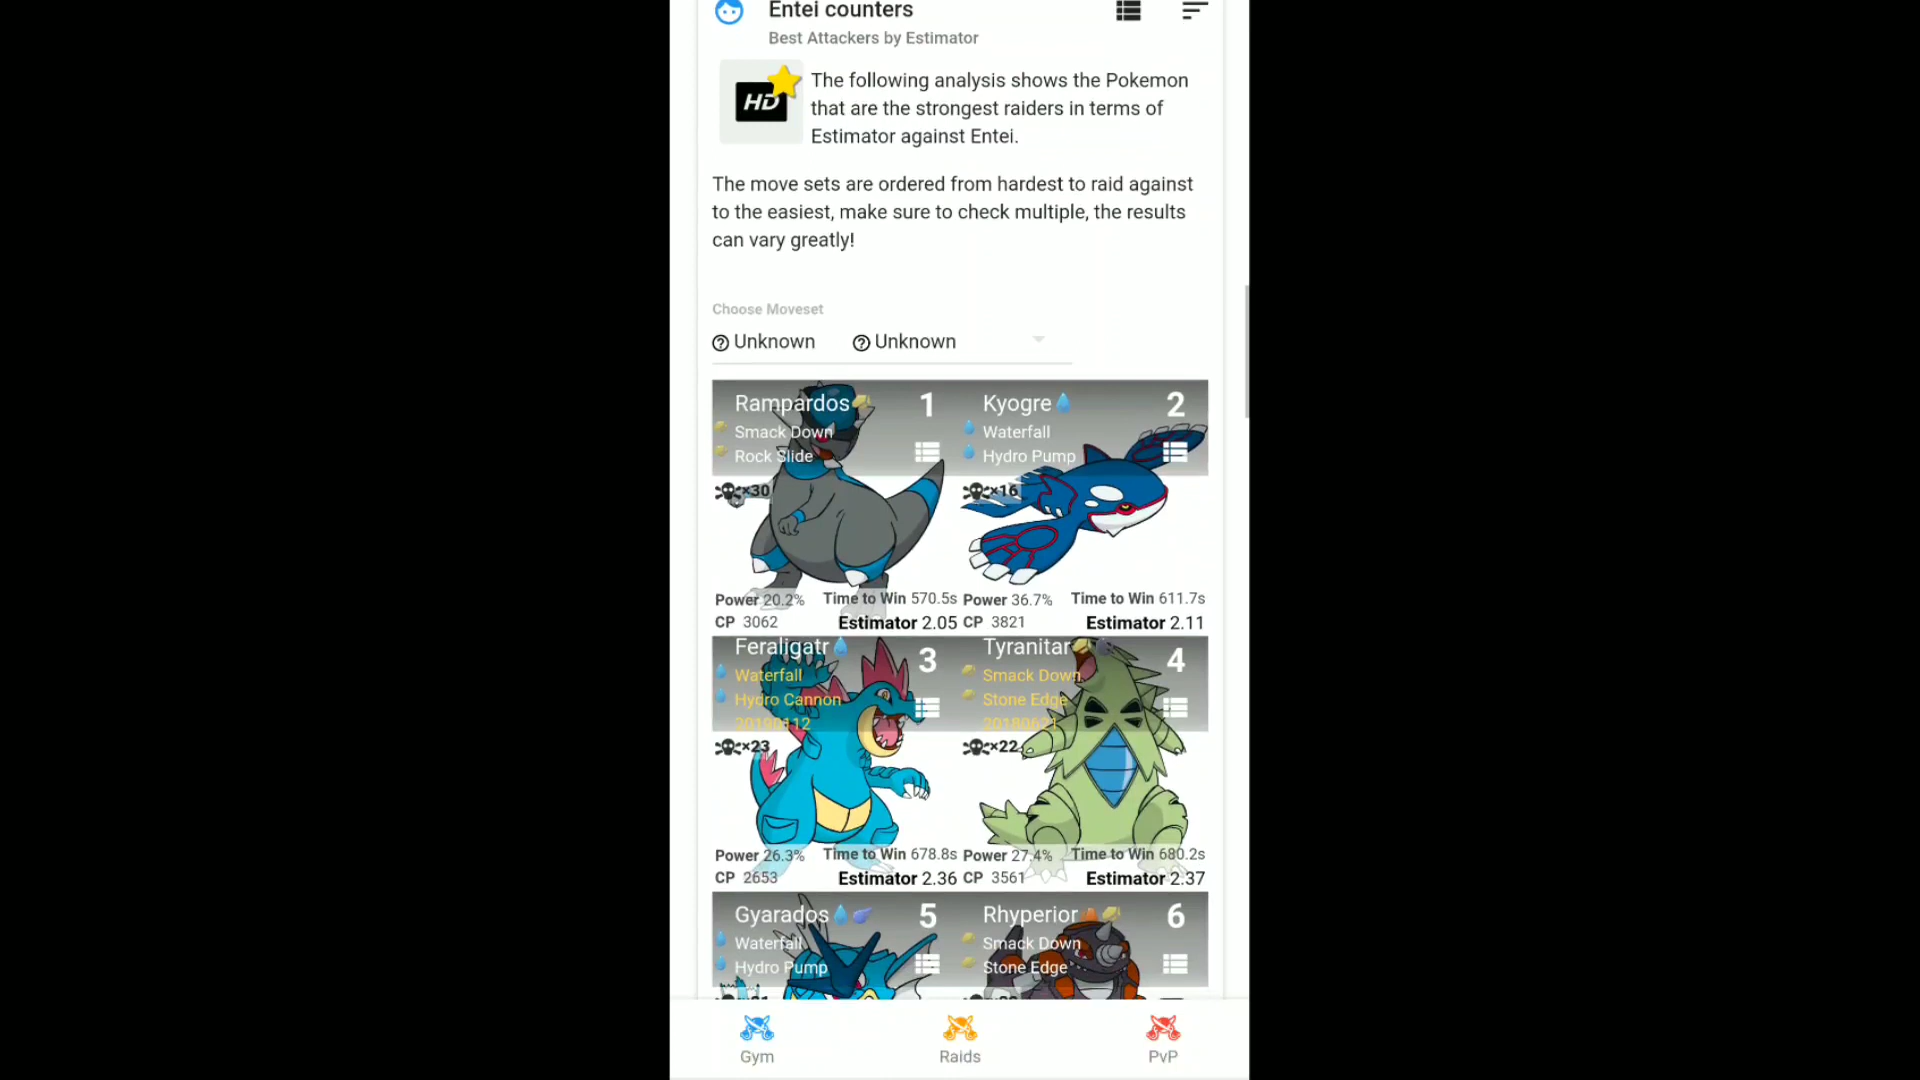 Entei counters
Best Attackers by Estimator
HD
The following analysis shows the Pokemon
that are the strongest raiders in terms of
Estimator against Entei.
The move sets are ordered from hardest to raid against
to the easiest, make sure to check multiple, the results
can vary greatly!
Choose Moveset
Unknown Unknown
Rampardos 1
Smack Down
Rock Slide
×30
Power 20.2% Time to Win 570.5s
CP 3062 Estimator 2.05
Kyogre 2
Waterfall
Hydro Pump
×16
Power 36.7% Time to Win 611.7s
CP 3821 Estimator 2.11
Feraligatr 3
Waterfall
Hydro Cannon
20190112
×23
Power 26.3% Time to Win 678.8s
CP 2653 Estimator 2.36
Tyranitar 4
Smack Down
Stone Edge
20180621
×22
Power 27.4% Time to Win 680.2s
CP 3561 Estimator 2.37
Gyarados 5
Waterfall
Hydro Pump
Rhyperior 6
Smack Down
Stone Edge
Gym Raids PvP